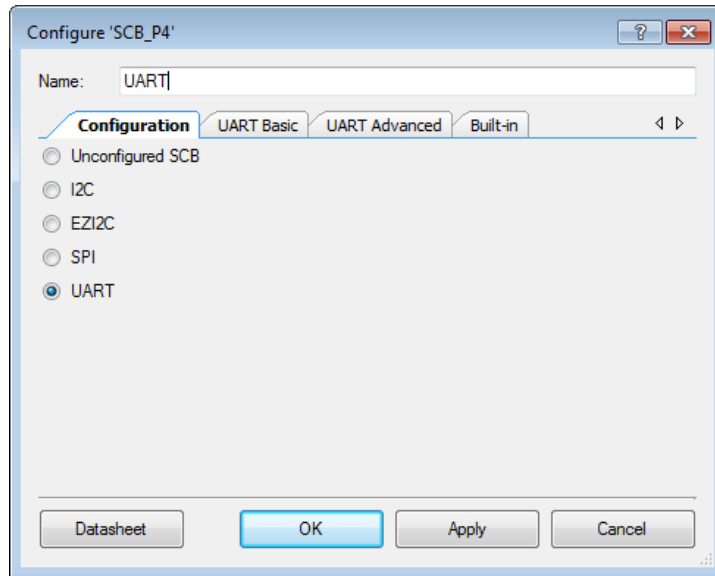 Configure 'SCB_P4'
Name: UART
Configuration UART Basic UART Advanced Built-in
Unconfigured SCB
I2C
EZI2C
SPI
UART
Datasheet OK Apply Cancel